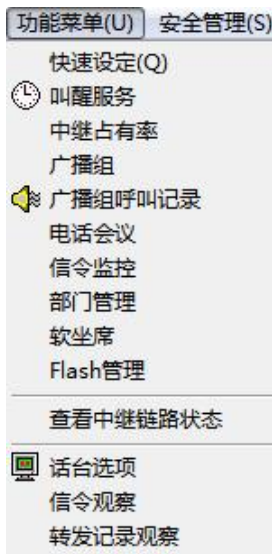 功能菜单(U) 安全管理(S)
快速设定(Q)
叫醒服务
中继占有率
广播组
广播组呼叫记录
电话会议
信令监控
部门管理
软坐席
Flash管理
查看中继链路状态
话台选项
信令观察
转发记录观察